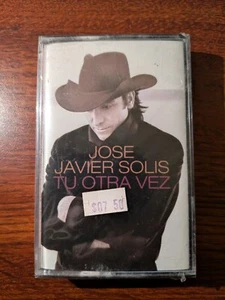 JOSE
JAVIER SOLIS
TU OTRA VEZ
$07.50